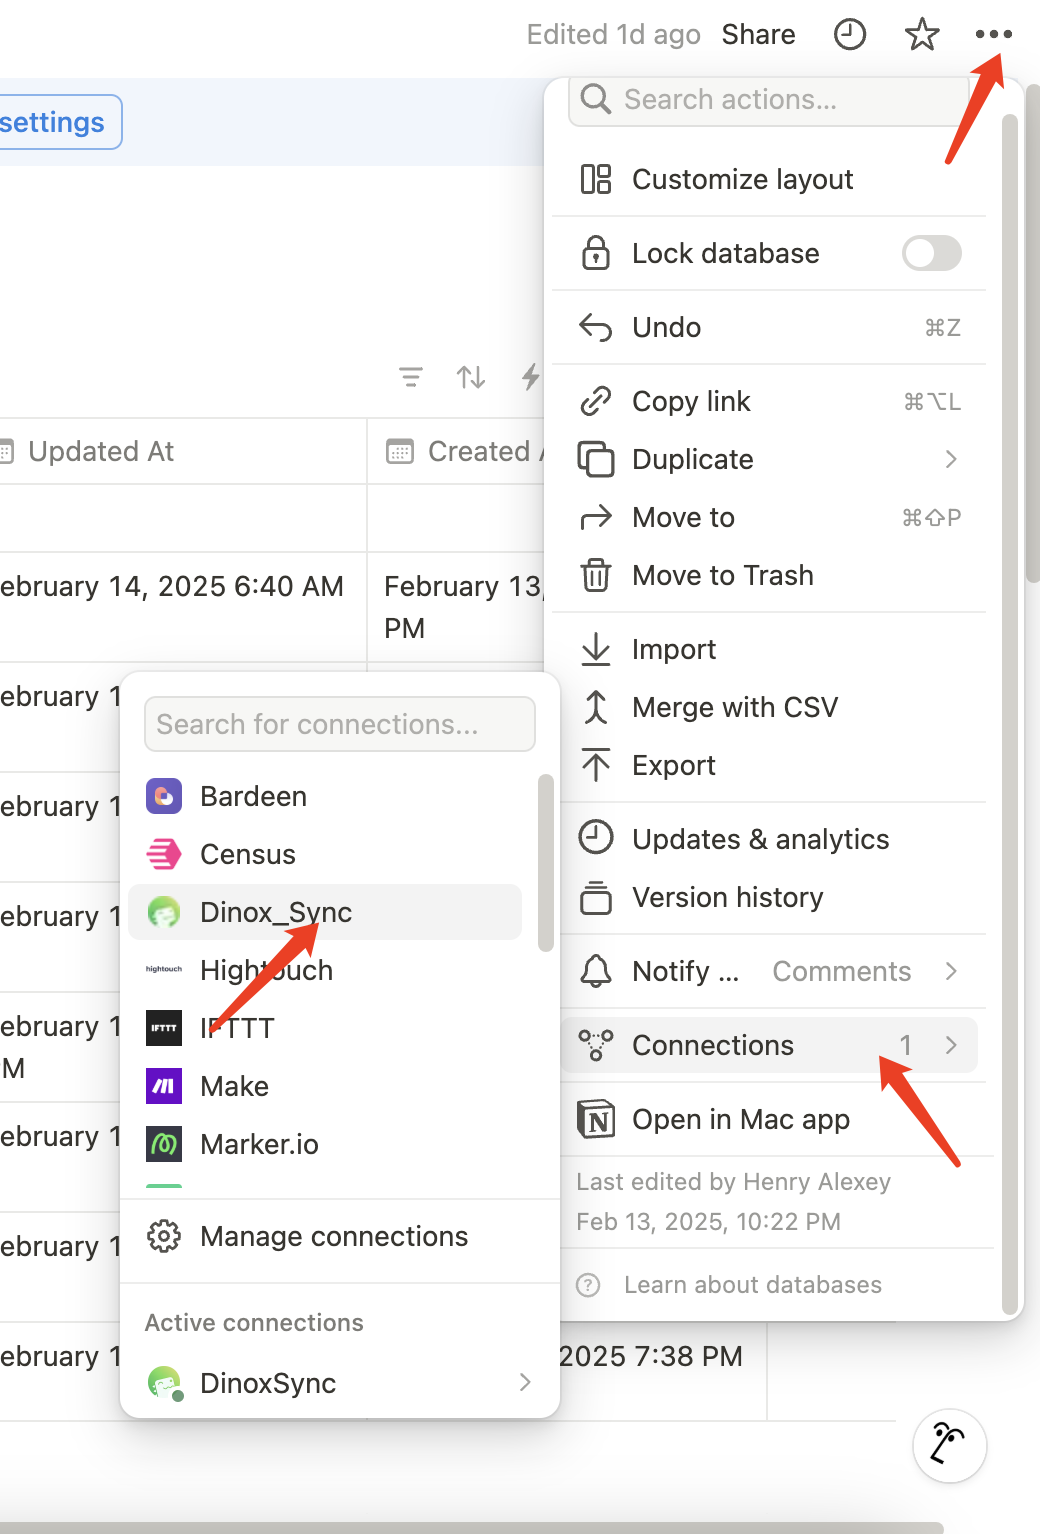 Edited 1d ago Share
settings
Search actions...
Customize layout
Lock database
Undo ⌘Z
Copy link ⌘⌥L
Duplicate
Move to ⌘⇧P
Move to Trash
Import
Merge with CSV
Export
Updates & analytics
Version history
Notify ... Comments
Connections 1
Open in Mac app
Last edited by Henry Alexey
Feb 13, 2025, 10:22 PM
Learn about databases
Updated At Created
ebruary 14, 2025 6:40 AM February 13,
PM
ebruary 1
ebruary 1
ebruary 1
ebruary 1
PM
ebruary 1
ebruary 1
ebruary 1 2025 7:38 PM
Search for connections...
Bardeen
Census
Dinox_Sync
hightouch Hightouch
IFTTT IFTTT
Make
Marker.io
Manage connections
Active connections
DinoxSync